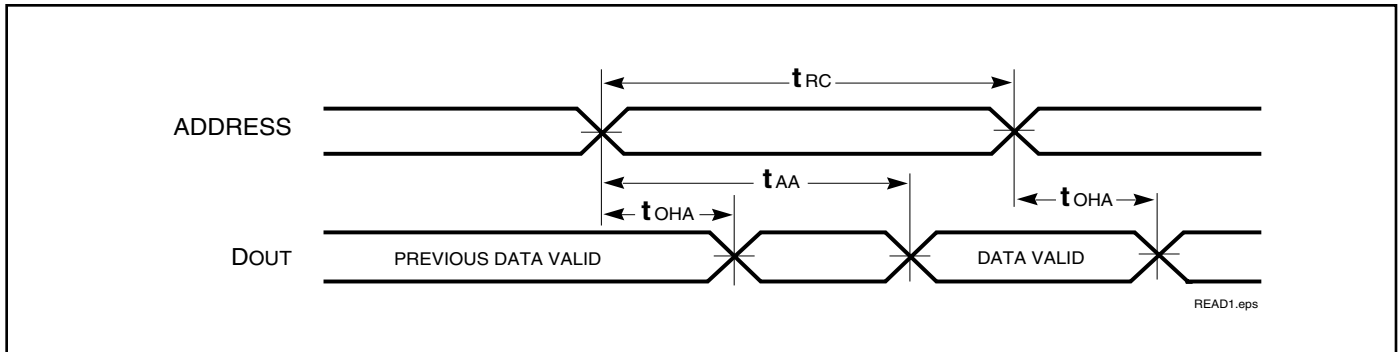 tRC
ADDRESS
tAA
tOHA
tOHA
DOUT
PREVIOUS DATA VALID
DATA VALID
READ1.eps